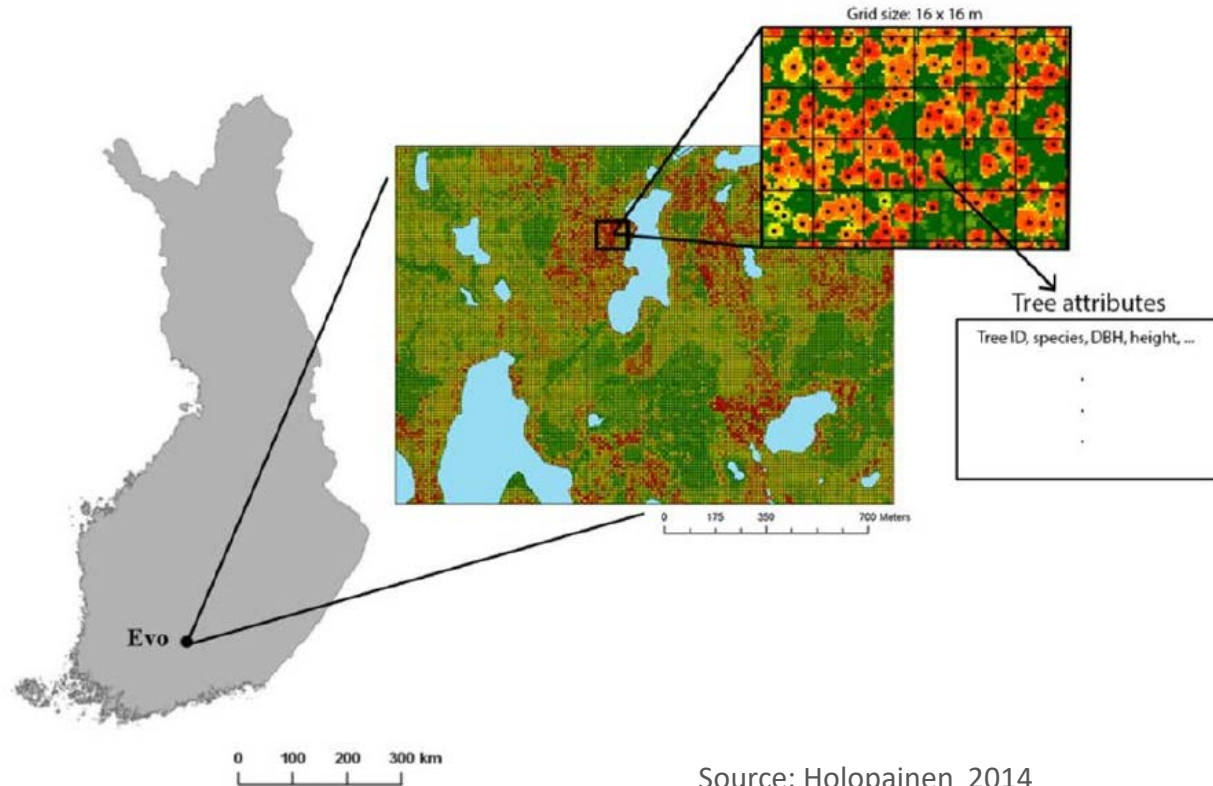 Grid size: 16 x 16 m
Tree attributes
Tree ID, species, DBH, height, ...
0 175 350 700 Meters
Evo
0 100 200 300 km
Source: Holopainen 2014